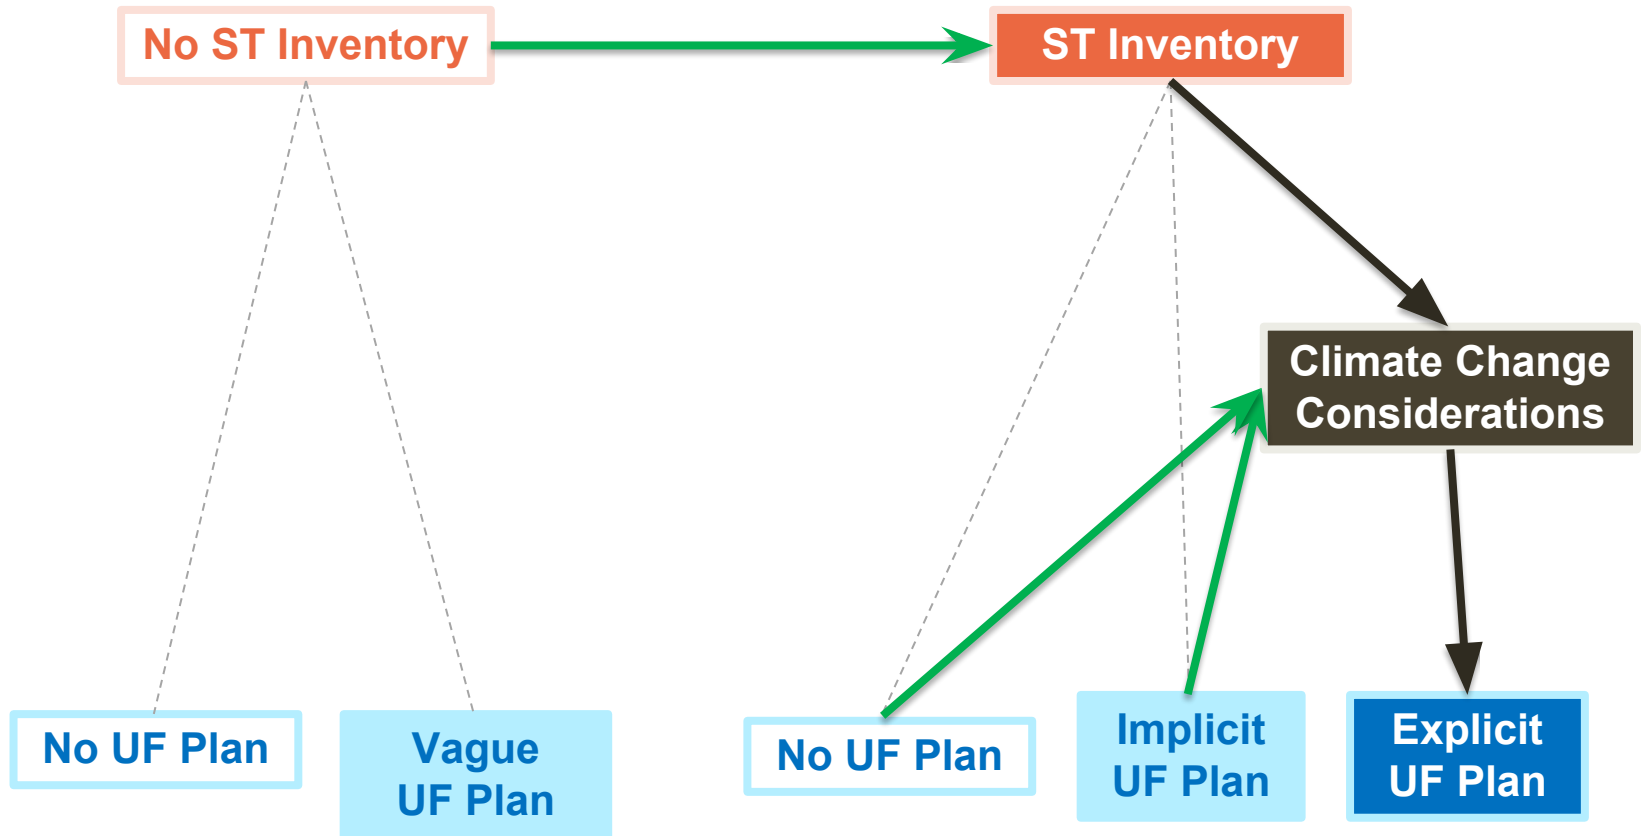 No ST Inventory
ST Inventory
Climate Change
Considerations
No UF Plan
Vague
UF Plan
No UF Plan
Implicit
UF Plan
Explicit
UF Plan